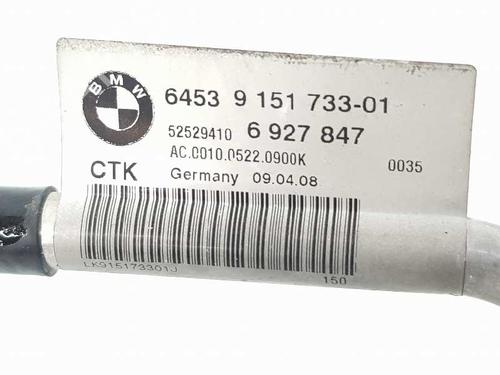 BMW
6453 9 151 733-01
52529410 6 927 847
AC.0010.0522.0900K 0035
CTK Germany 09.04.08
LK915173301J
150